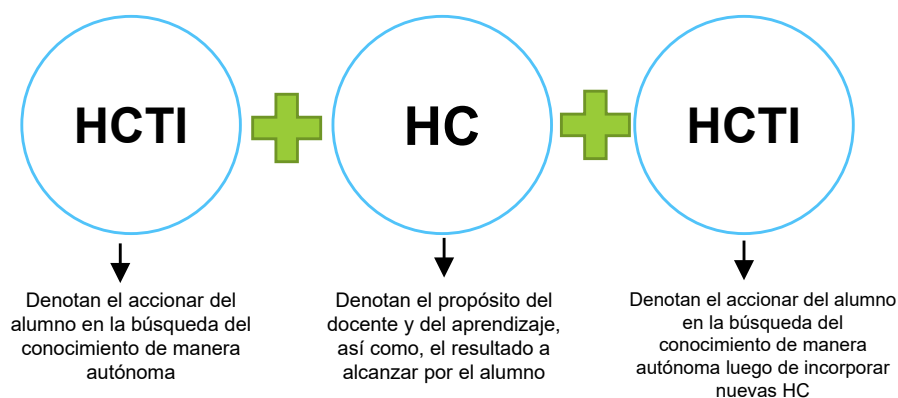 HCTI
HC
HCTI
Denotan el accionar del
alumno en la búsqueda del
conocimiento de manera
autónoma
Denotan el propósito del
docente y del aprendizaje,
así como, el resultado a
alcanzar por el alumno
Denotan el accionar del alumno
en la búsqueda del
conocimiento de manera
autónoma luego de incorporar
nuevas HC